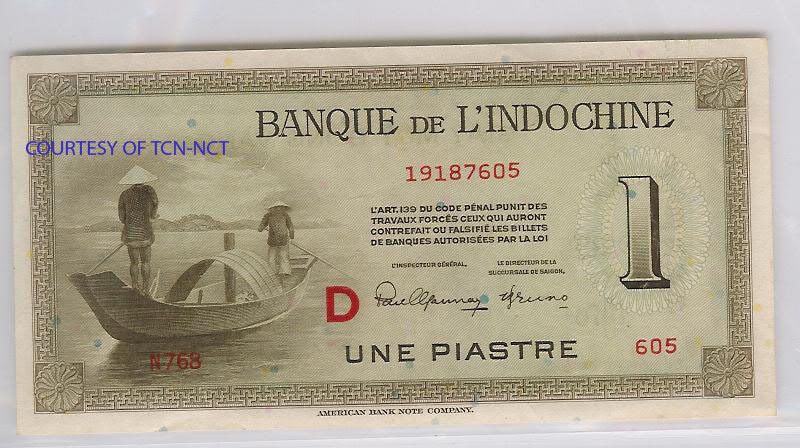 BANQUE DE L'INDOCHINE
COURTESY OF TCN-NCT
19187605
L'ART. 139 DU CODE PÉNAL PUNIT DES
TRAVAUX FORCÉS CEUX QUI AURONT
CONTREFAIT OU FALSIFIÉ LES BILLETS
DE BANQUES AUTORISÉES PAR LA LOI
1
L'INSPECTEUR GÉNÉRAL,
LE DIRECTEUR DE LA
SUCCURSALE DE SAIGON,
D
N768
UNE PIASTRE
605
AMERICAN BANK NOTE COMPANY.